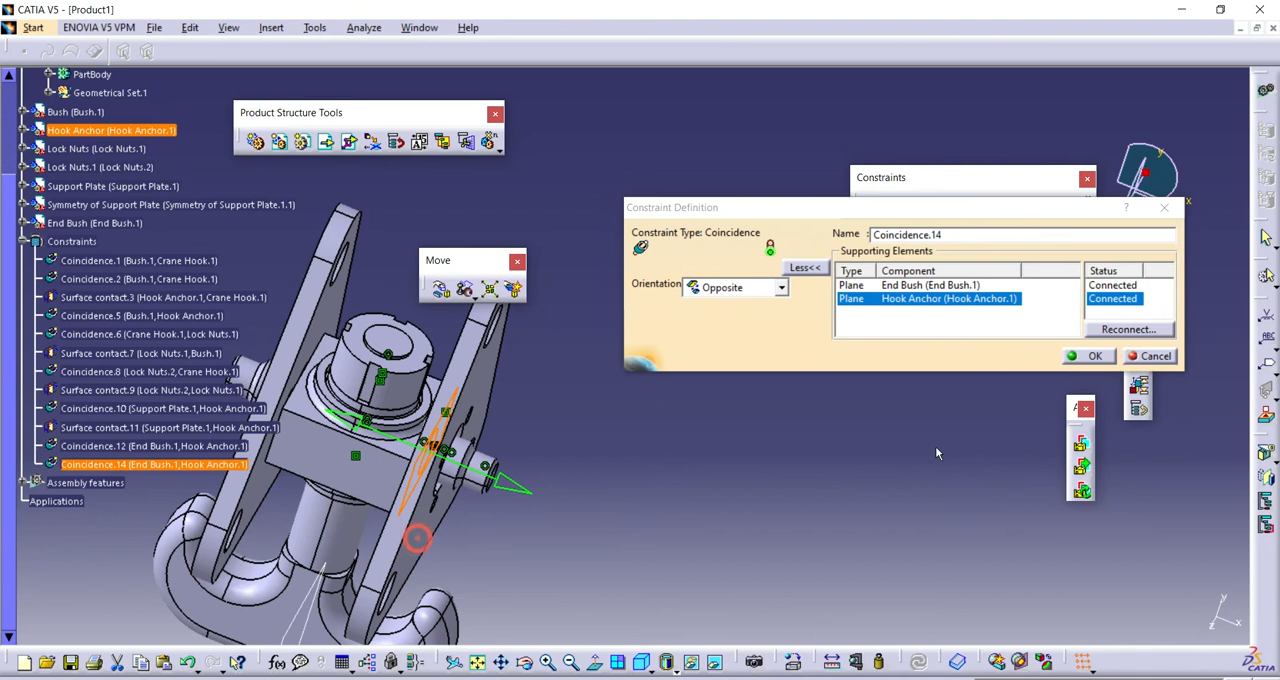 CATIA V5 - [Product1]
Start ENOVIA V5 VPM File Edit View Insert Tools Analyze Window Help
PartBody
Geometrical Set.1
Bush (Bush.1)
Hook Anchor (Hook Anchor.1)
Lock Nuts (Lock Nuts.1)
Lock Nuts.1 (Lock Nuts.2)
Support Plate (Support Plate.1)
Symmetry of Support Plate (Symmetry of Support Plate.1.1)
End Bush (End Bush.1)
Constraints
Coincidence.1 (Bush.1,Crane Hook.1)
Coincidence.2 (Bush.1,Crane Hook.1)
Surface contact.3 (Hook Anchor.1,Crane Hook.1)
Coincidence.5 (Bush.1,Hook Anchor.1)
Coincidence.6 (Crane Hook.1,Lock Nuts.1)
Surface contact.7 (Lock Nuts.1,Bush.1)
Coincidence.8 (Lock Nuts.2,Crane Hook.1)
Surface contact.9 (Lock Nuts.2,Lock Nuts.1)
Coincidence.10 (Support Plate.1,Hook Anchor.1)
Surface contact.11 (Support Plate.1,Hook Anchor.1)
Coincidence.12 (End Bush.1,Hook Anchor.1)
Coincidence.14 (End Bush.1,Hook Anchor.1)
Assembly features
Applications
Product Structure Tools
Move
Constraints
Constraint Definition
Constraint Type: Coincidence
Name : Coincidence.14
Supporting Elements
Less<<
Orientation Opposite
Type Component Status
Plane End Bush (End Bush.1) Connected
Plane Hook Anchor (Hook Anchor.1) Connected
Reconnect...
OK Cancel
y
x
y
z x
f(x)
CATIA